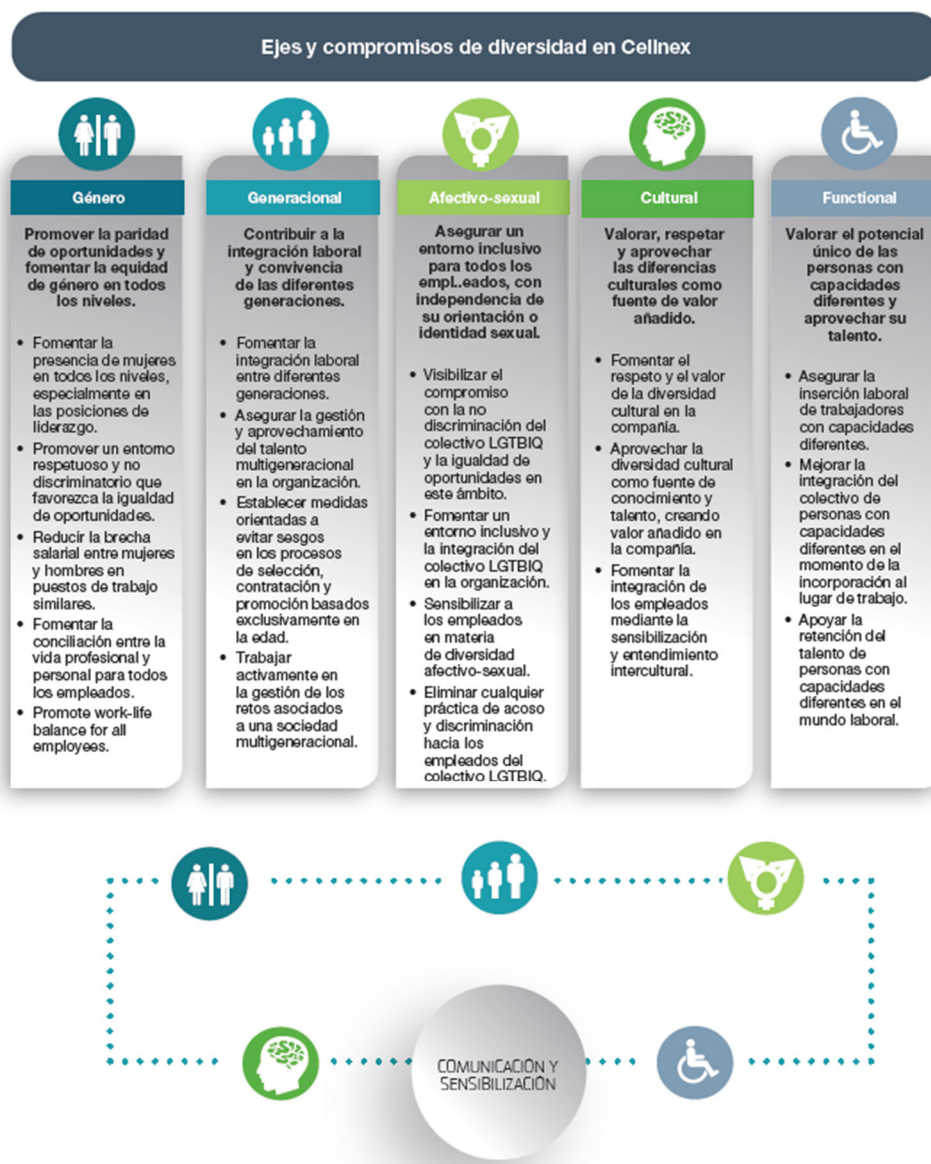 Ejes y compromisos de diversidad en Cellnex
Género
Promover la paridad
de oportunidades y
fomentar la equidad
de género en todos
los niveles.
• Fomentar la
presencia de mujeres
en todos los niveles,
especialmente en
las posiciones de
liderazgo.
• Promover un entorno
respetuoso y no
discriminatorio que
favorezca la igualdad
de oportunidades.
• Reducir la brecha
salarial entre mujeres
y hombres en
puestos de trabajo
similares.
• Fomentar la
conciliación entre la
vida profesional y
personal para todos
los empleados.
• Promote work-life
balance for all
employees.
Generacional
Contribuir a la
integración laboral
y convivencia
de las diferentes
generaciones.
• Fomentar la
integración laboral
entre diferentes
generaciones.
• Asegurar la gestión
y aprovechamiento
del talento
multigeneracional
en la organización.
• Establecer medidas
orientadas a
evitar sesgos
en los procesos
de selección,
contratación y
promoción basados
exclusivamente en
la edad.
• Trabajar
activamente en
la gestión de los
retos asociados
a una sociedad
multigeneracional.
Afectivo-sexual
Asegurar un
entorno inclusivo
para todos los
empl..eados, con
independencia de
su orientación o
identidad sexual.
• Visibilizar el
compromiso
con la no
discriminación del
colectivo LGTBIQ
y la igualdad de
oportunidades en
este ámbito.
• Fomentar un
entorno inclusivo y
la integración del
colectivo LGTBIQ
en la organización.
• Sensibilizar a
los empleados
en materia
de diversidad
afectivo-sexual.
• Eliminar cualquier
práctica de acoso
y discriminación
hacia los
empleados del
colectivo LGTBIQ.
Cultural
Valorar, respetar
y aprovechar
las diferencias
culturales como
fuente de valor
añadido.
• Fomentar el
respeto y el valor
de la diversidad
cultural en la
compañía.
• Aprovechar la
diversidad cultural
como fuente de
conocimiento y
talento, creando
valor añadido en
la compañía.
• Fomentar la
integración de
los empleados
mediante la
sensibilización
y entendimiento
intercultural.
Functional
Valorar el potencial
único de las
personas con
capacidades
diferentes y
aprovechar su
talento.
• Asegurar la
inserción laboral
de trabajadores
con capacidades
diferentes.
• Mejorar la
integración del
colectivo de
personas con
capacidades
diferentes en el
momento de la
incorporación al
lugar de trabajo.
• Apoyar la
retención del
talento de
personas con
capacidades
diferentes en el
mundo laboral.
COMUNICACIÓN Y
SENSIBILIZACIÓN